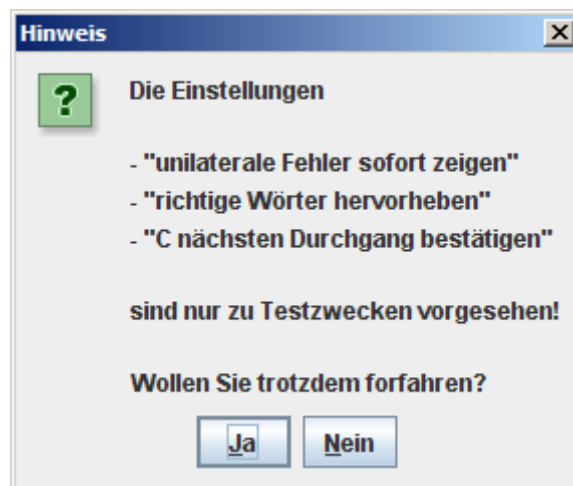 Hinweis
Die Einstellungen
- "unilaterale Fehler sofort zeigen"
- "richtige Wörter hervorheben"
- "C nächsten Durchgang bestätigen"
sind nur zu Testzwecken vorgesehen!
Wollen Sie trotzdem forfahren?
Ja Nein